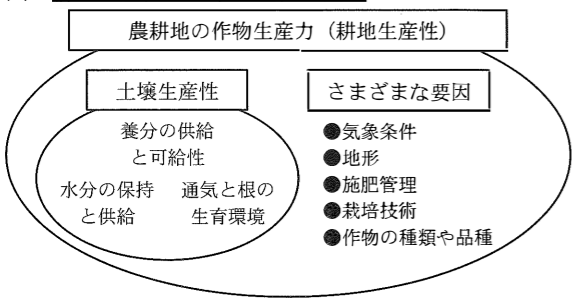 農耕地の作物生産力（耕地生産性）
土壌生産性
養分の供給
と可給性
水分の保持
と供給
通気と根の
生育環境
さまざまな要因
●気象条件
●地形
●施肥管理
●栽培技術
●作物の種類や品種